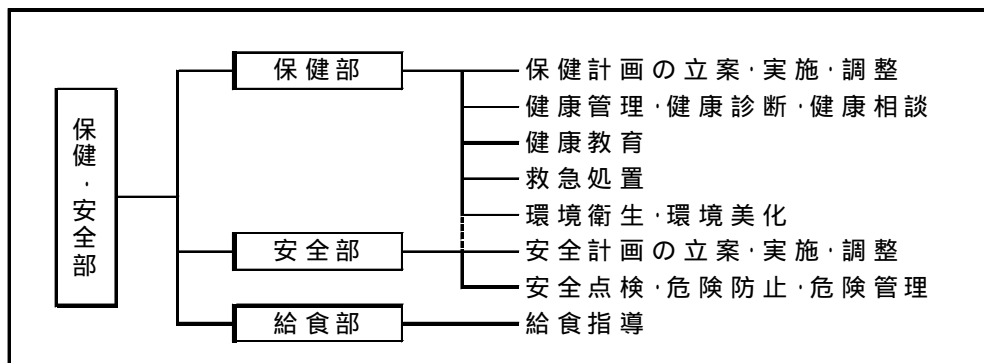 保健・安全部
保健部
保健計画の立案・実施・調整
健康管理・健康診断・健康相談
健康教育
救急処置
環境衛生・環境美化
安全部
安全計画の立案・実施・調整
安全点検・危険防止・危険管理
給食部
給食指導